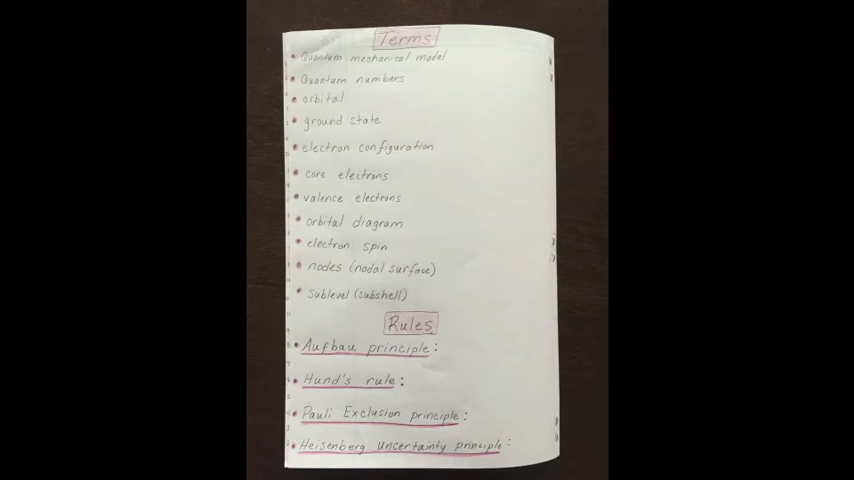 Terms
• Quantum mechanical model
• Quantum numbers
• orbital
• ground state
• electron configuration
• core electrons
• valence electrons
• orbital diagram
• electron spin
• nodes (nodal surface)
• Sublevel (subshell)
Rules
• Aufbau principle:
• Hund's rule:
• Pauli Exclusion principle:
• Heisenberg Uncertainty principle: